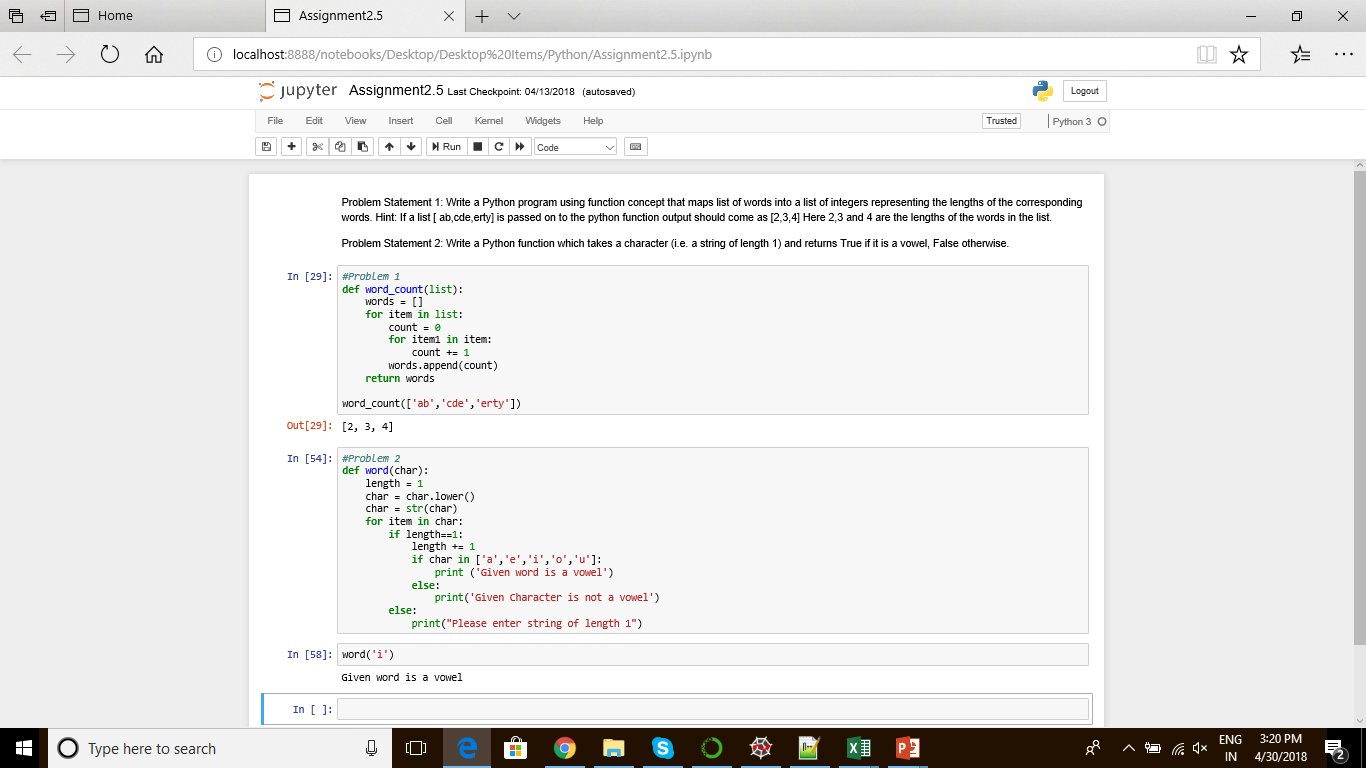 Home
Assignment2.5
localhost:8888/notebooks/Desktop/Desktop%20Items/Python/Assignment2.5.ipynb
jupyter Assignment2.5 Last Checkpoint: 04/13/2018 (autosaved)
Logout
File Edit View Insert Cell Kernel Widgets Help
Trusted
Python 3
Run
Code
Problem Statement 1: Write a Python program using function concept that maps list of words into a list of integers representing the lengths of the corresponding
words. Hint: If a list [ ab,cde,erty] is passed on to the python function output should come as [2,3,4] Here 2,3 and 4 are the lengths of the words in the list.
Problem Statement 2: Write a Python function which takes a character (i.e. a string of length 1) and returns True if it is a vowel, False otherwise.
In [29]: #Problem 1
def word_count(list):
    words = []
    for item in list:
        count = 0
        for item1 in item:
            count += 1
        words.append(count)
    return words
word_count(['ab','cde','erty'])
Out[29]: [2, 3, 4]
In [54]: #Problem 2
def word(char):
    length = 1
    char = char.lower()
    char = str(char)
    for item in char:
        if length==1:
            length += 1
            if char in ['a','e','i','o','u']:
                print ('Given word is a vowel')
            else:
                print('Given Character is not a vowel')
        else:
            print("Please enter string of length 1")
In [58]: word('i')
Given word is a vowel
In [ ]:
Type here to search
ENG
IN
3:20 PM
4/30/2018
2